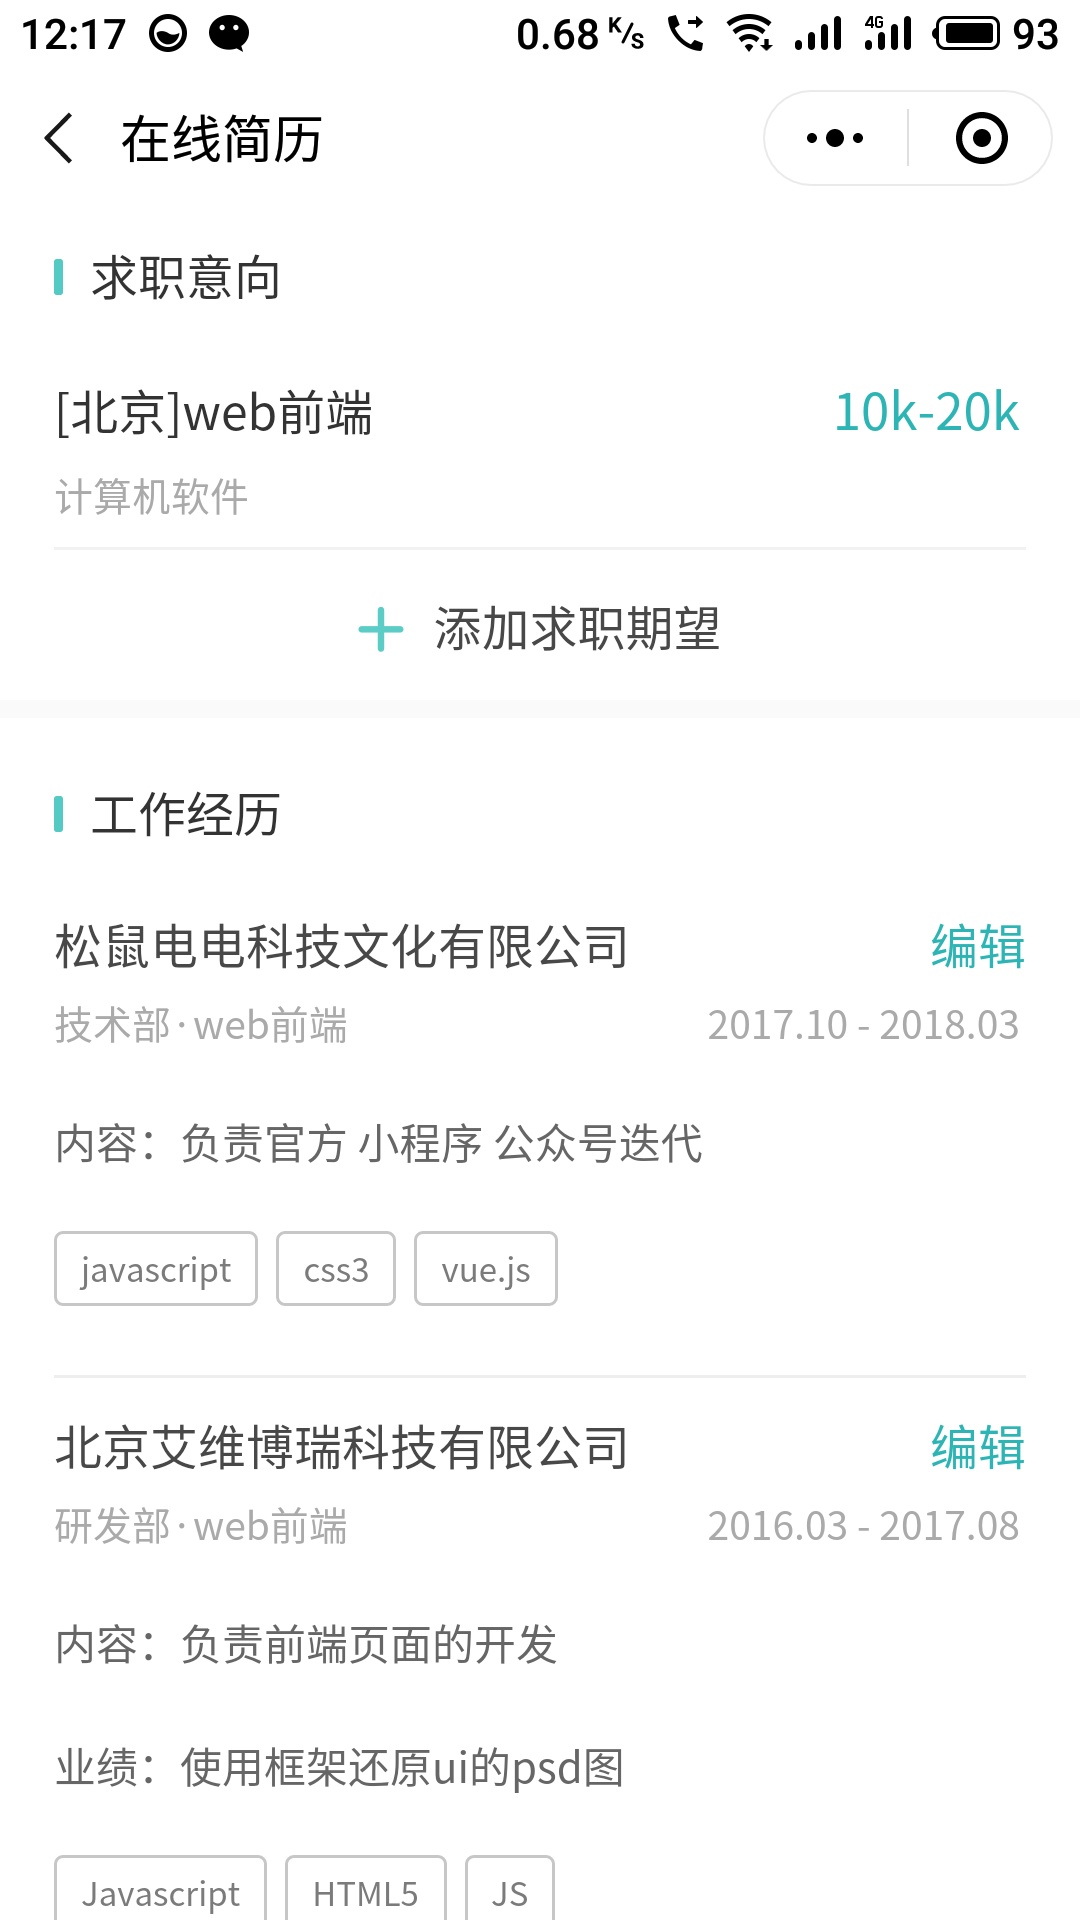 12:17 0.68 K/s 4G 93
在线简历
求职意向
[北京]web前端 10k-20k
计算机软件
添加求职期望
工作经历
松鼠电电科技文化有限公司 编辑
技术部·web前端 2017.10 - 2018.03
内容：负责官方 小程序 公众号迭代
javascript css3 vue.js
北京艾维博瑞科技有限公司 编辑
研发部·web前端 2016.03 - 2017.08
内容：负责前端页面的开发
业绩：使用框架还原ui的psd图
Javascript HTML5 JS